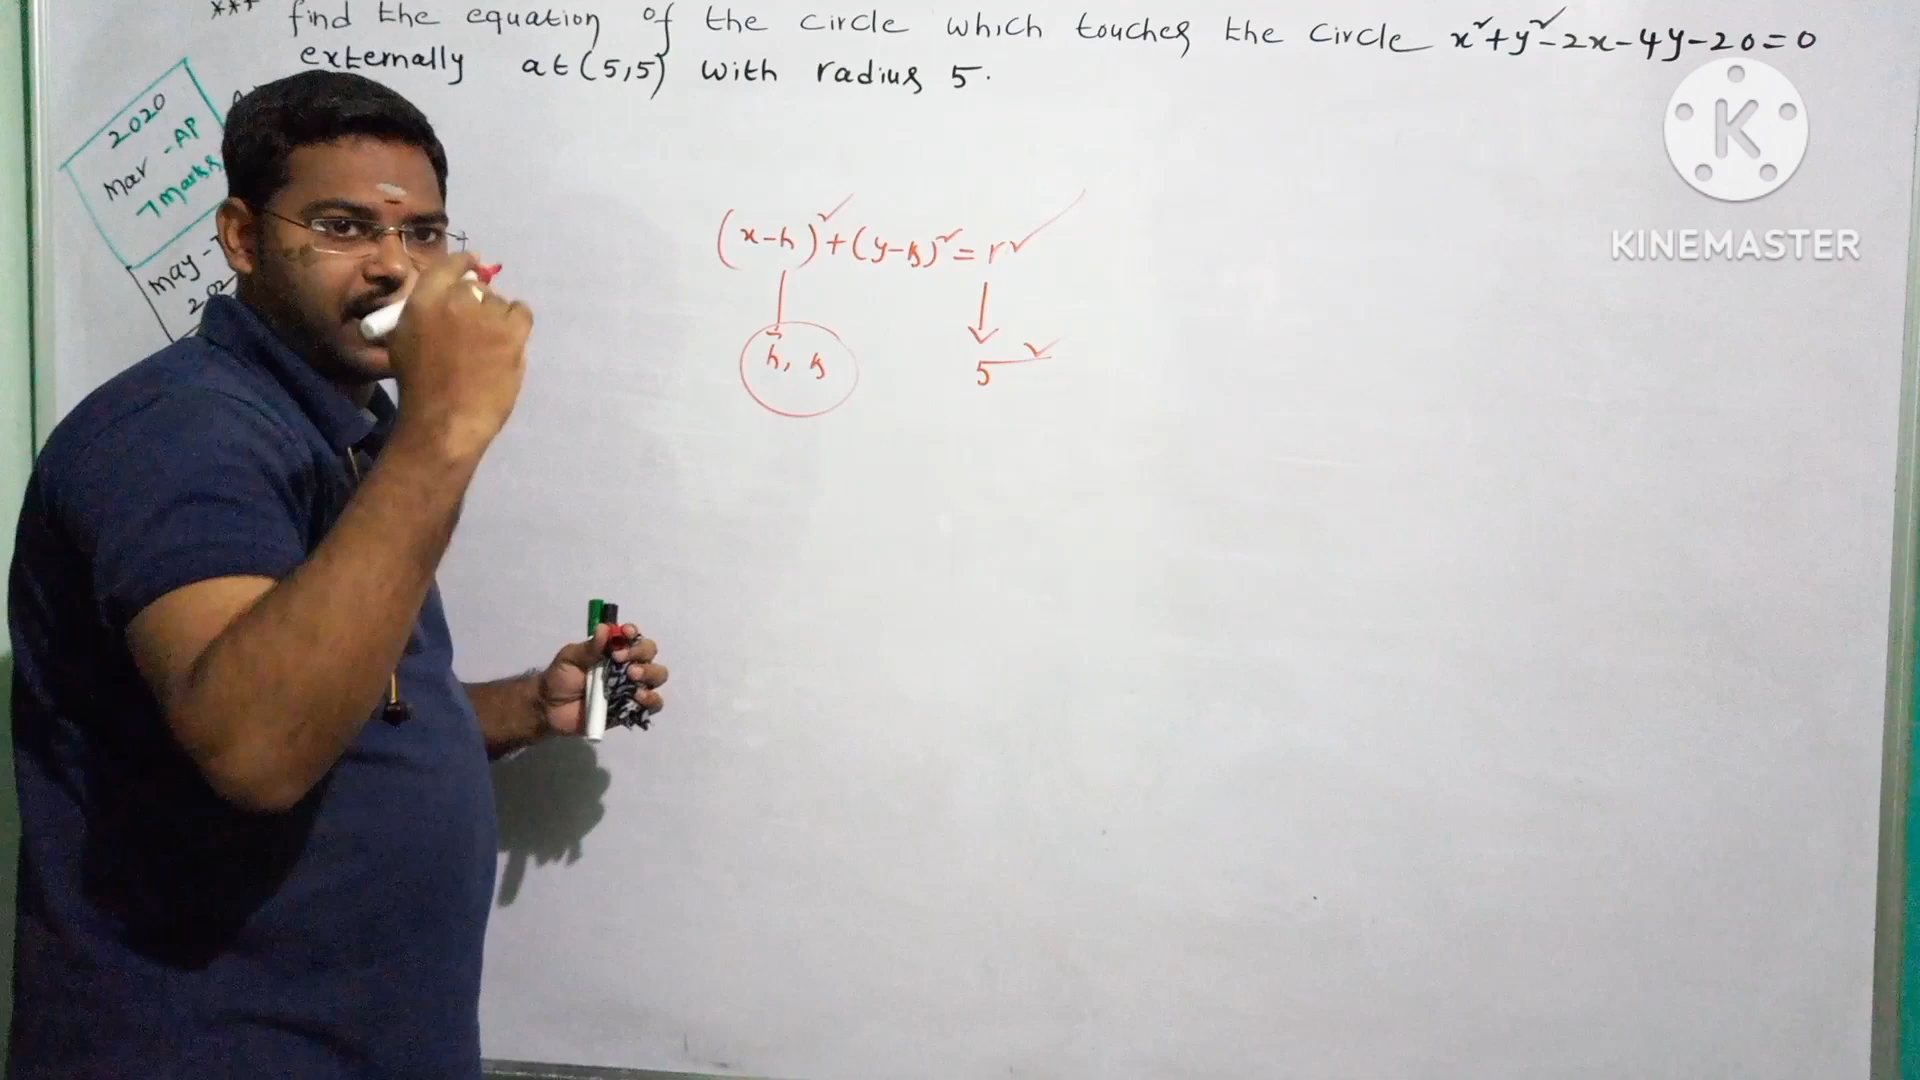 *** find the equation of the circle which touches the circle x²+y²-2x-4y-20=0
externally at (5,5) with radius 5.
2020
Mar - AP
7 marks
May -
202
K
KINEMASTER
(x-h)²+(y-k)²=r²
h, k
5